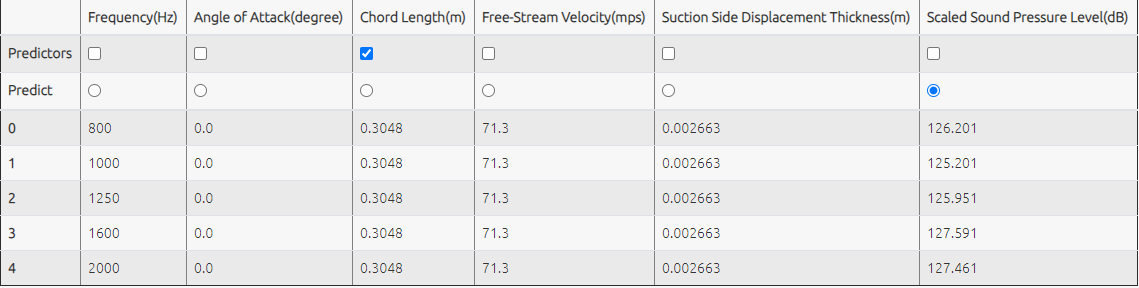 Frequency(Hz) Angle of Attack(degree) Chord Length(m) Free-Stream Velocity(mps) Suction Side Displacement Thickness(m) Scaled Sound Pressure Level(dB)
Predictors
Predict
0 800 0.0 0.3048 71.3 0.002663 126.201
1 1000 0.0 0.3048 71.3 0.002663 125.201
2 1250 0.0 0.3048 71.3 0.002663 125.951
3 1600 0.0 0.3048 71.3 0.002663 127.591
4 2000 0.0 0.3048 71.3 0.002663 127.461